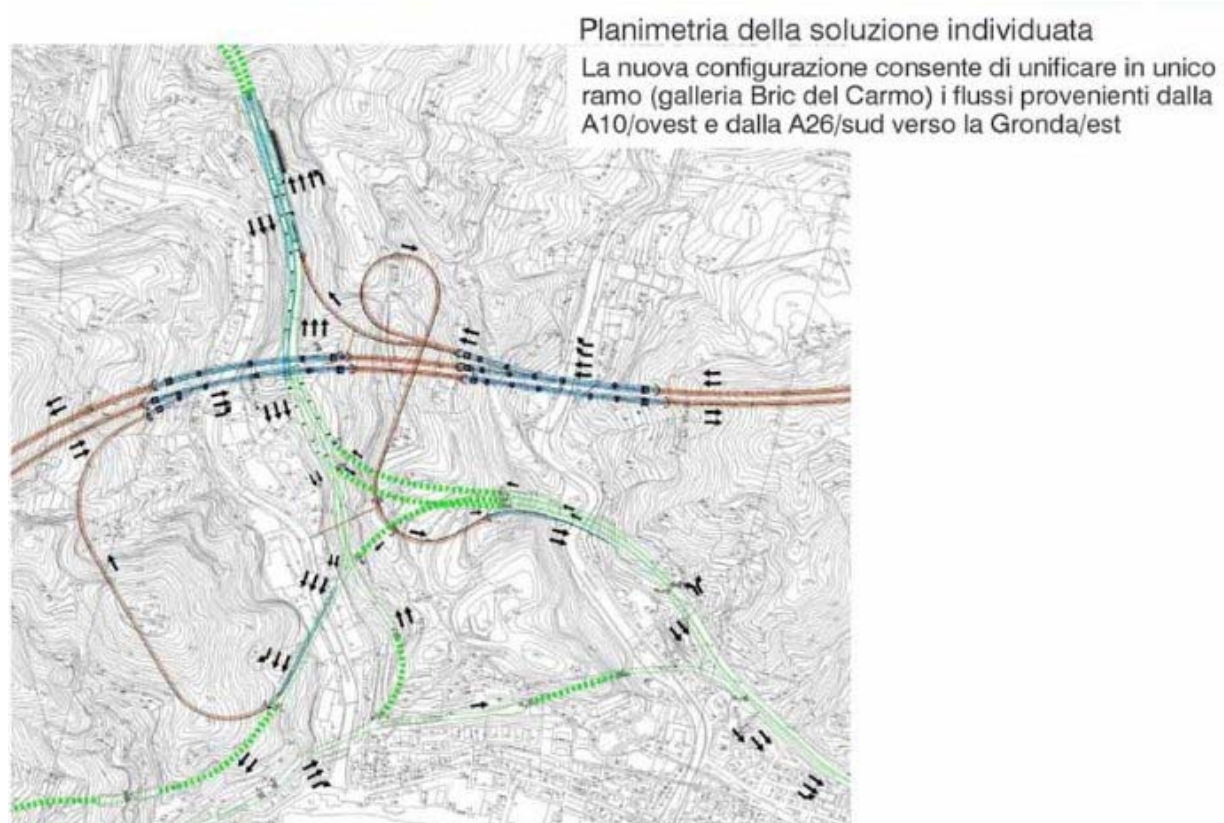 Planimetria della soluzione individuata
La nuova configurazione consente di unificare in unico
ramo (galleria Bric del Carmo) i flussi provenienti dalla
A10/ovest e dalla A26/sud verso la Gronda/est